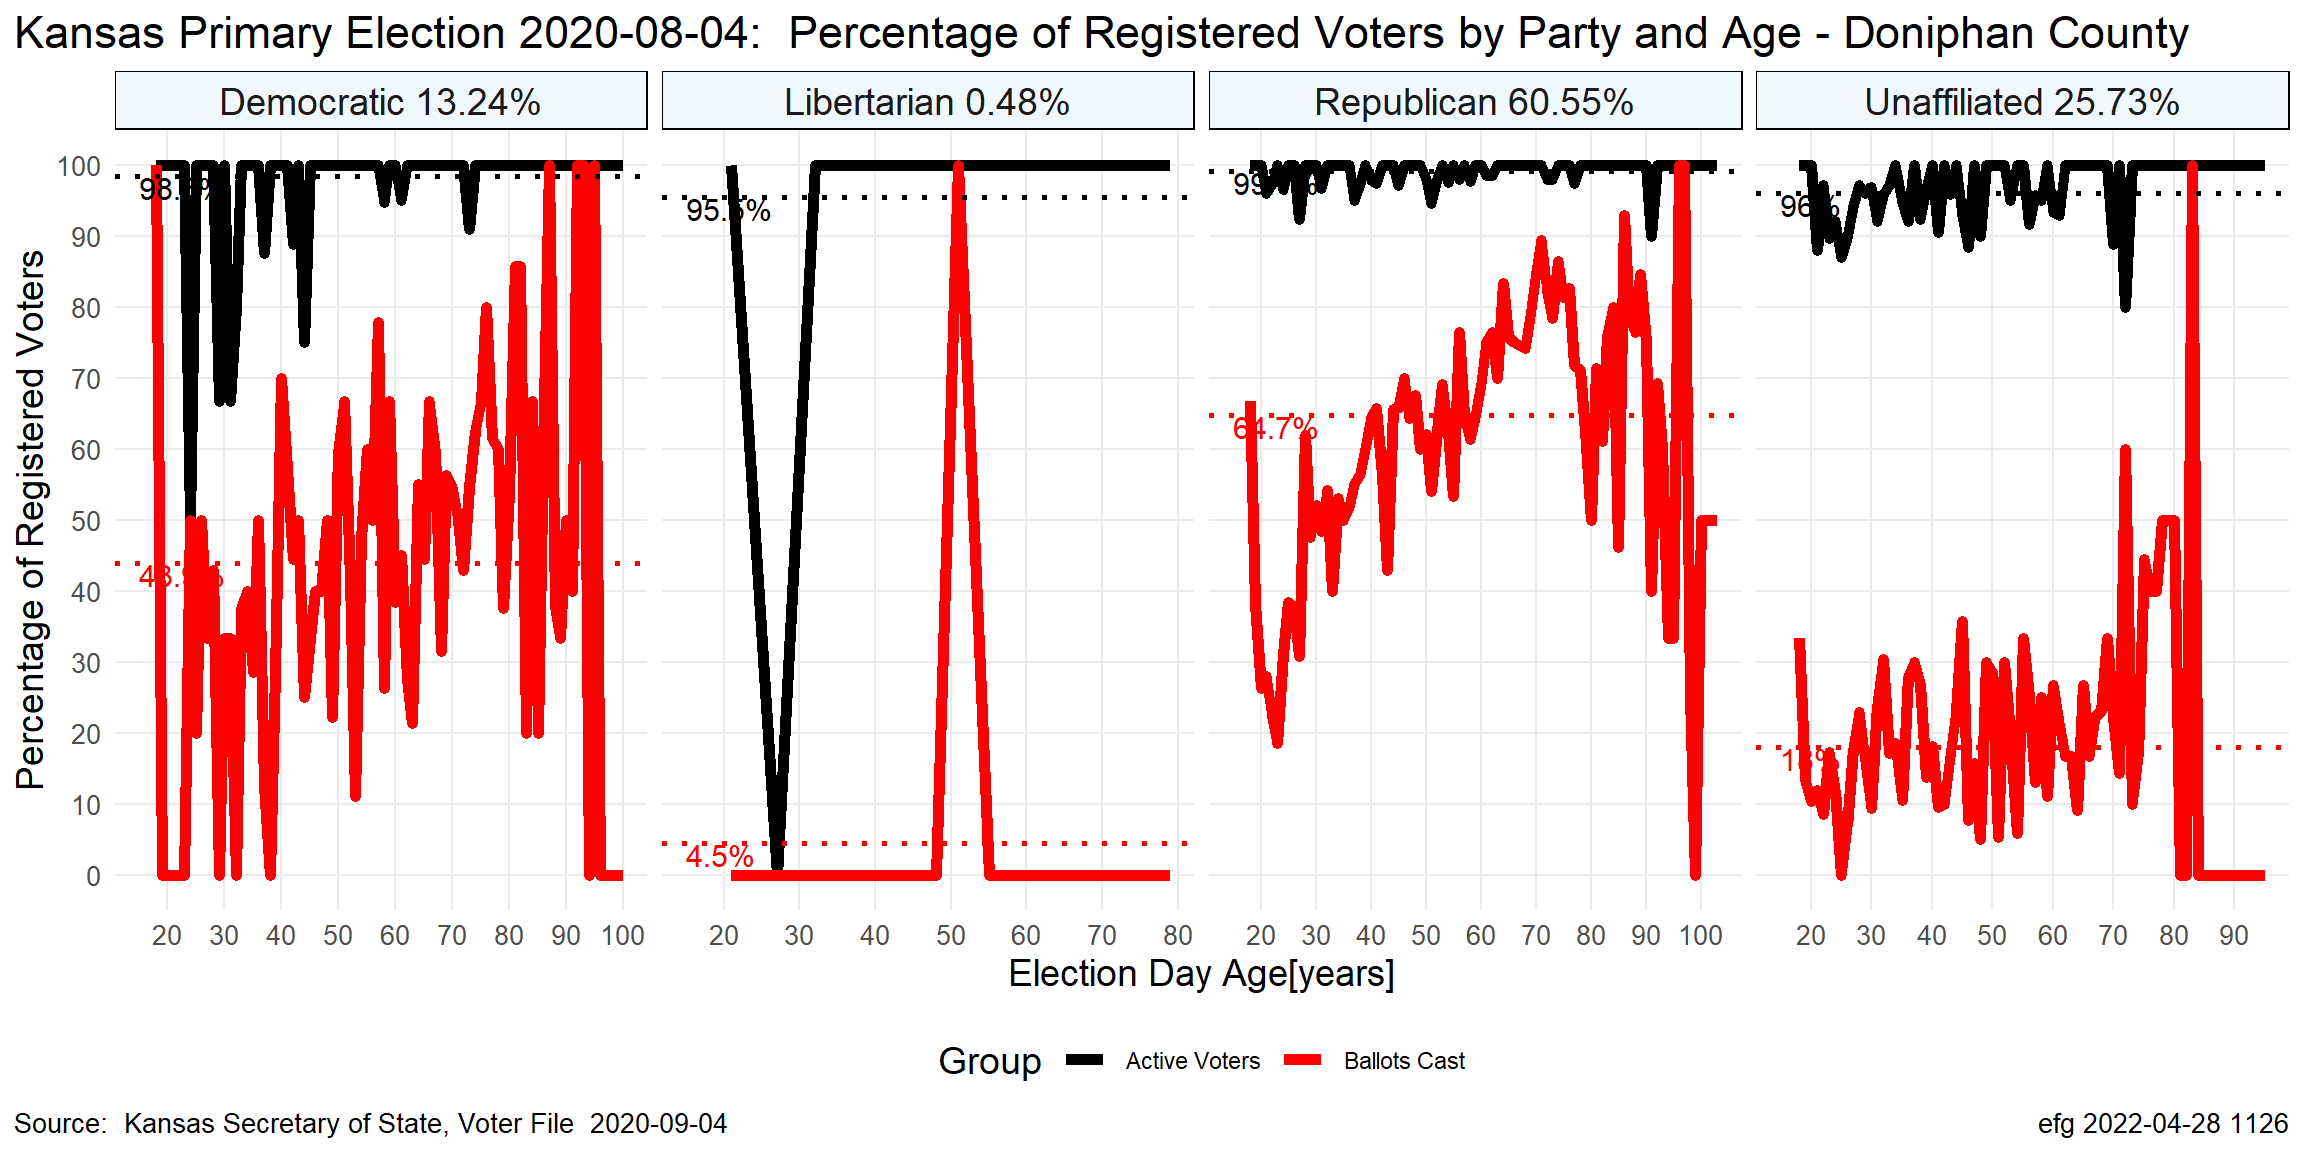 Kansas Primary Election 2020-08-04:  Percentage of Registered Voters by Party and Age - Doniphan County
Democratic 13.24%
Libertarian 0.48%
Republican 60.55%
Unaffiliated 25.73%
Percentage of Registered Voters
100
90
80
70
60
50
40
30
20
10
0
95.5%
4.5%
64.7%
96%
18%
20 30 40 50 60 70 80 90 100
20 30 40 50 60 70 80
20 30 40 50 60 70 80 90 100
20 30 40 50 60 70 80 90
Election Day Age[years]
Group Active Voters Ballots Cast
Source:  Kansas Secretary of State, Voter File  2020-09-04
efg 2022-04-28 1126